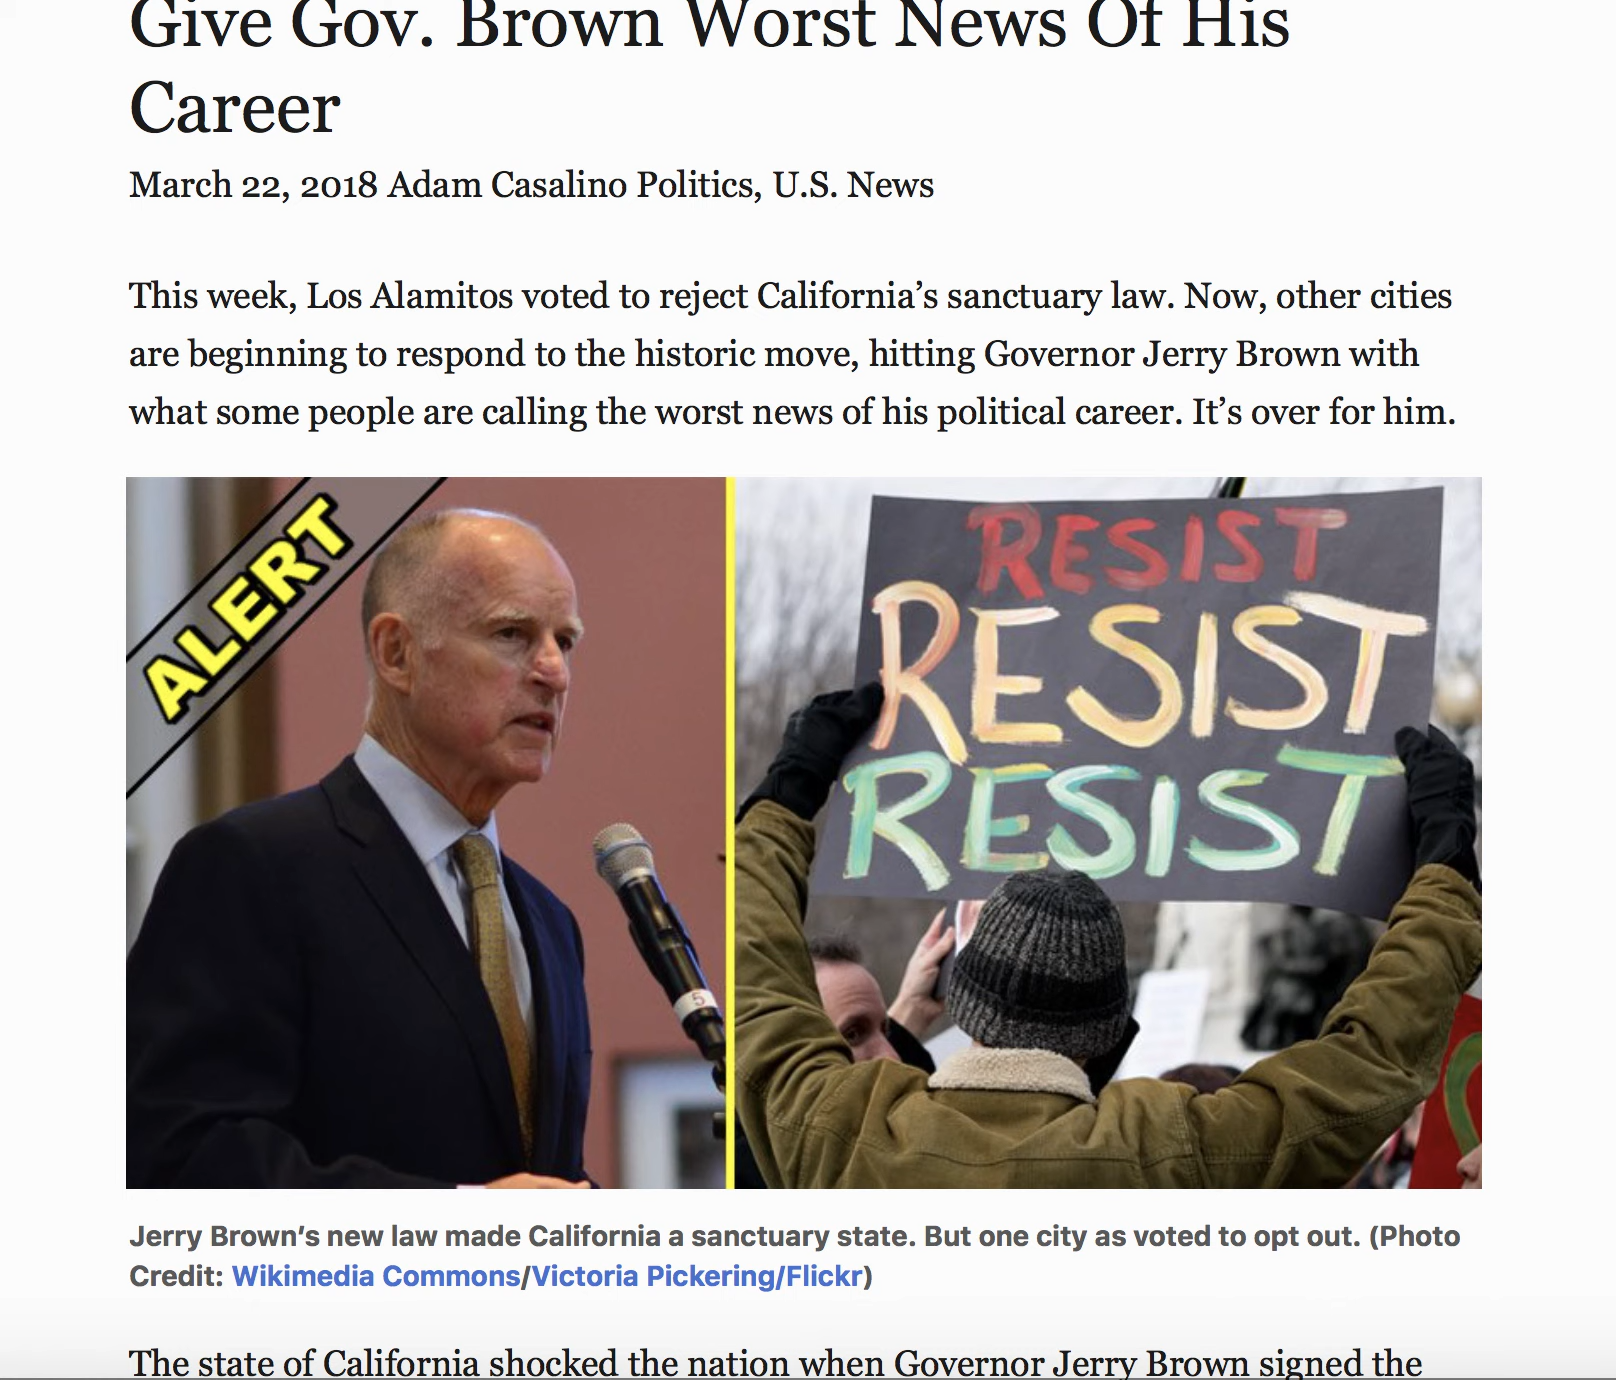 Give Gov. Brown Worst News Of His
Career
March 22, 2018 Adam Casalino Politics, U.S. News
This week, Los Alamitos voted to reject California’s sanctuary law. Now, other cities
are beginning to respond to the historic move, hitting Governor Jerry Brown with
what some people are calling the worst news of his political career. It’s over for him.
ALERT
5
RESIST
RESIST
RESIST
Jerry Brown’s new law made California a sanctuary state. But one city as voted to opt out. (Photo
Credit: Wikimedia Commons/Victoria Pickering/Flickr)
The state of California shocked the nation when Governor Jerry Brown signed the